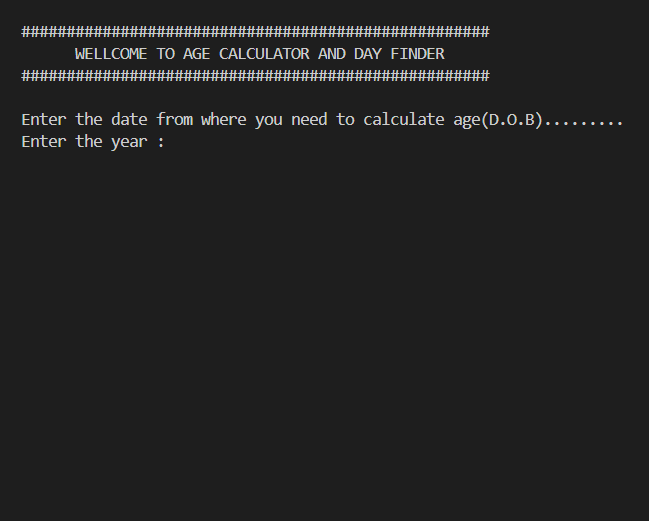 ####################################################
WELLCOME TO AGE CALCULATOR AND DAY FINDER
####################################################
Enter the date from where you need to calculate age(D.O.B).........
Enter the year :